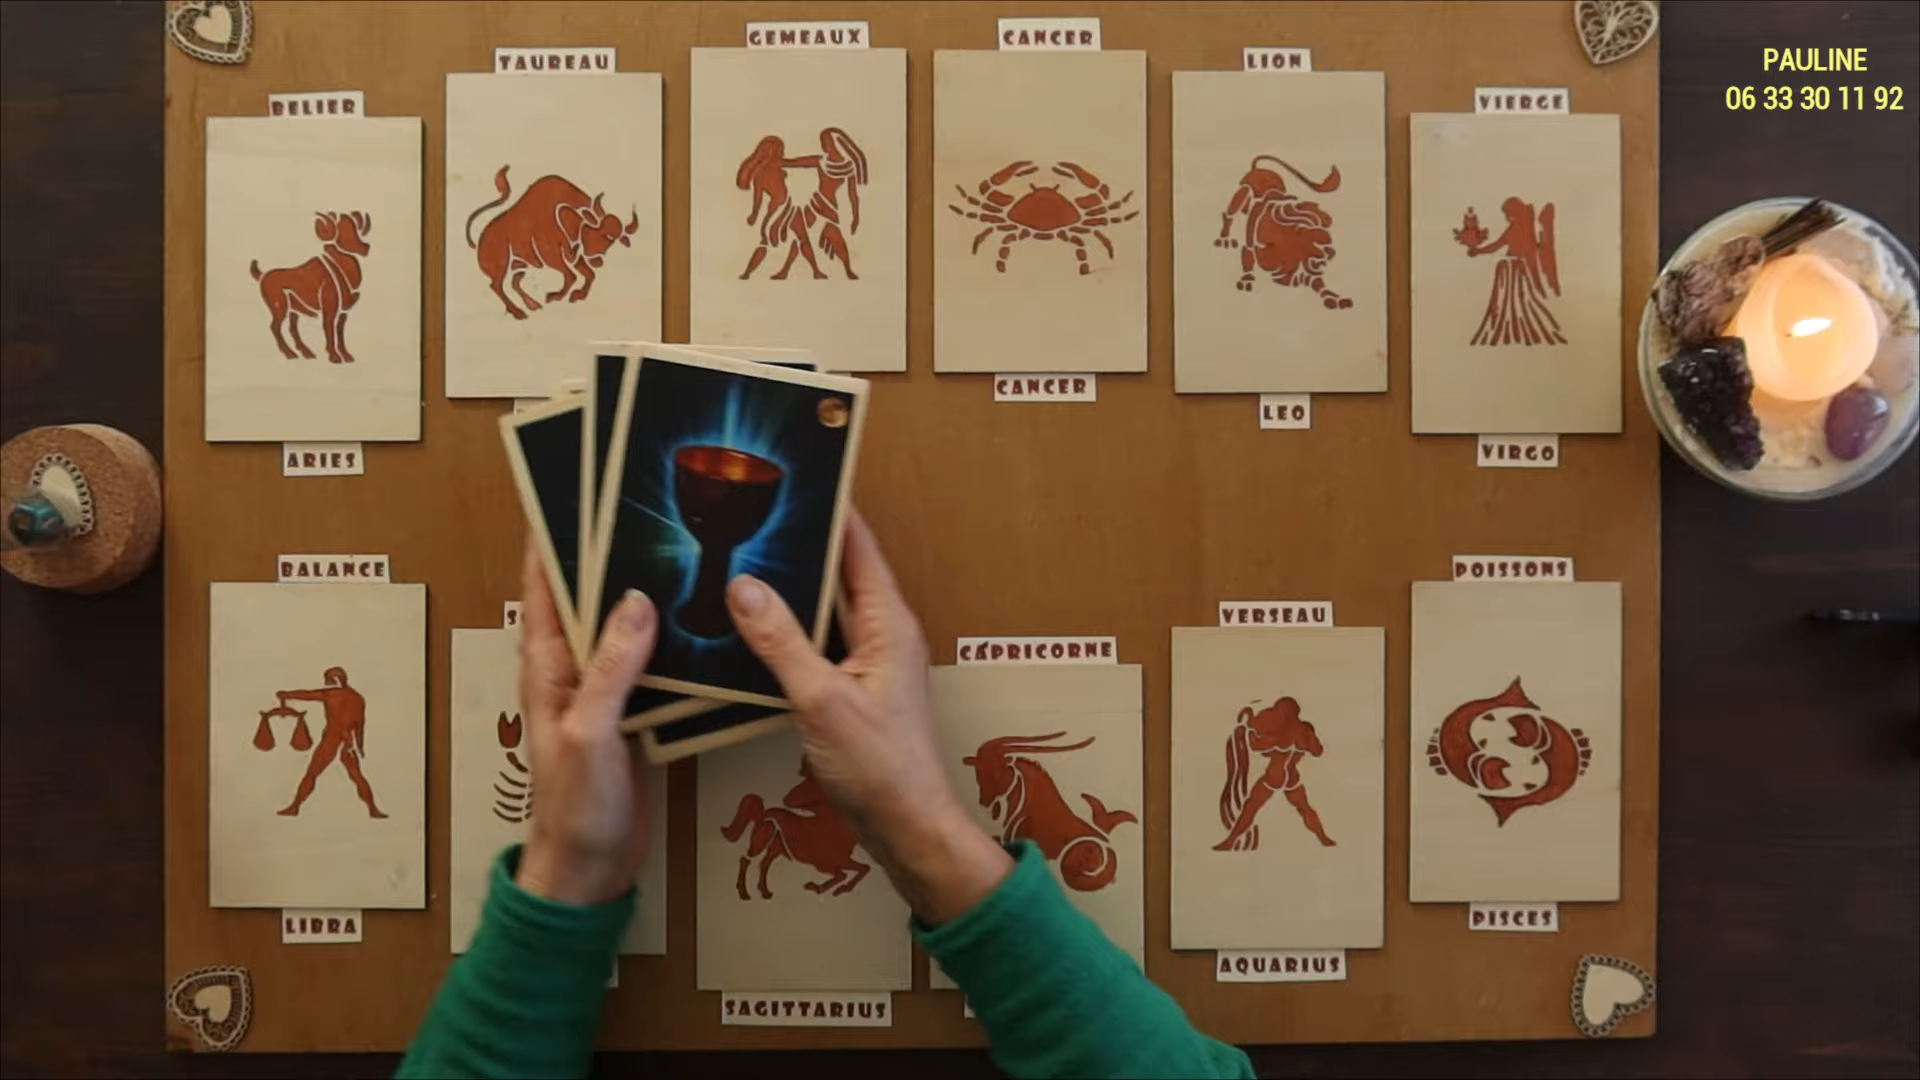 GEMEAUX
CANCER
PAULINE
TAUREAU
LION
06 33 30 11 92
BELIER
VIERGE
CANCER
LEO
ARIES
VIRGO
BALANCE
POISSONS
VERSEAU
CAPRICORNE
LIBRA
PISCES
AQUARIUS
SAGITTARIUS